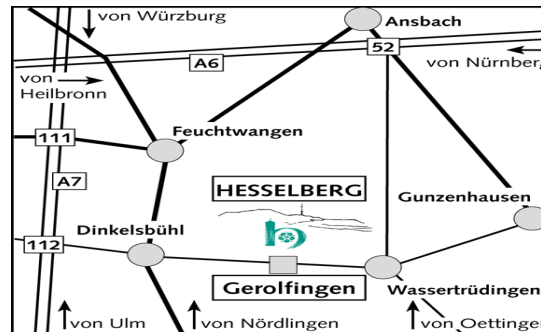 von Würzburg
Ansbach
52
A6
von Nürnberg
von
Heilbronn
Feuchtwangen
111
A7
HESSELBERG
Gunzenhausen
Dinkelsbühl
112
Gerolfingen
Wassertrüdingen
von Ulm
von Nördlingen
von Oettingen